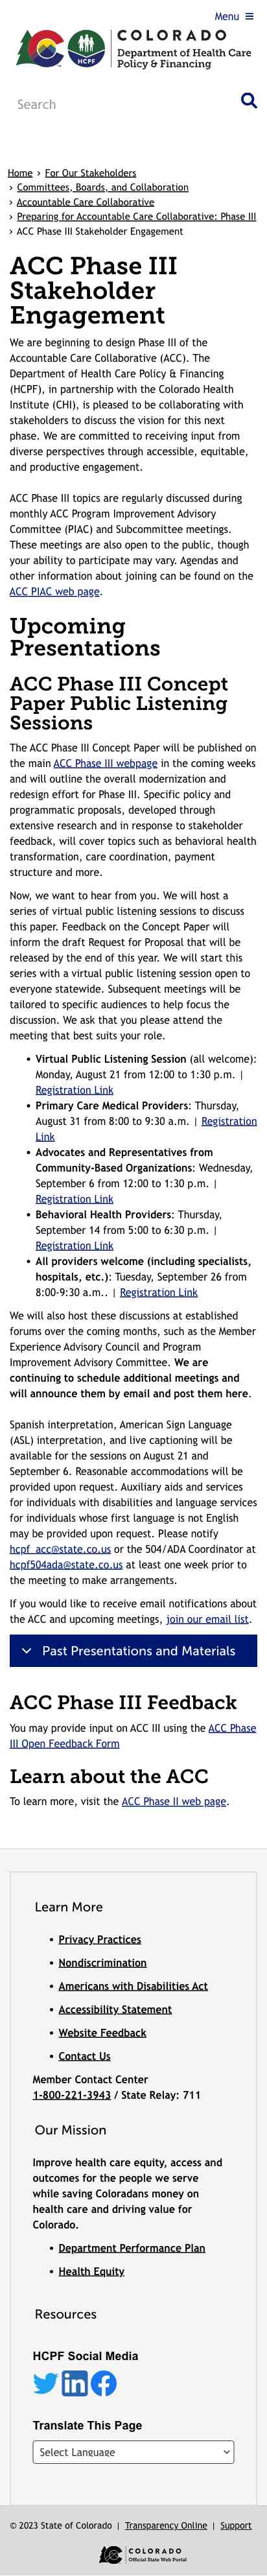 Menu
COLORADO
Department of Health Care
Policy & Financing
HCPF
Search
Home › For Our Stakeholders
› Committees, Boards, and Collaboration
› Accountable Care Collaborative
› Preparing for Accountable Care Collaborative: Phase III
› ACC Phase III Stakeholder Engagement
ACC Phase III
Stakeholder
Engagement
We are beginning to design Phase III of the
Accountable Care Collaborative (ACC). The
Department of Health Care Policy & Financing
(HCPF), in partnership with the Colorado Health
Institute (CHI), is pleased to be collaborating with
stakeholders to discuss the vision for this next
phase. We are committed to receiving input from
diverse perspectives through accessible, equitable,
and productive engagement.
ACC Phase III topics are regularly discussed during
monthly ACC Program Improvement Advisory
Committee (PIAC) and Subcommittee meetings.
These meetings are also open to the public, though
your ability to participate may vary. Agendas and
other information about joining can be found on the
ACC PIAC web page.
Upcoming
Presentations
ACC Phase III Concept
Paper Public Listening
Sessions
The ACC Phase III Concept Paper will be published on
the main ACC Phase III webpage in the coming weeks
and will outline the overall modernization and
redesign effort for Phase III. Specific policy and
programmatic proposals, developed through
extensive research and in response to stakeholder
feedback, will cover topics such as behavioral health
transformation, care coordination, payment
structure and more.
Now, we want to hear from you. We will host a
series of virtual public listening sessions to discuss
this paper. Feedback on the Concept Paper will
inform the draft Request for Proposal that will be
released by the end of this year. We will start this
series with a virtual public listening session open to
everyone statewide. Subsequent meetings will be
tailored to specific audiences to help focus the
discussion. We ask that you please attend the
meeting that best suits your role.
• Virtual Public Listening Session (all welcome):
Monday, August 21 from 12:00 to 1:30 p.m. |
Registration Link
• Primary Care Medical Providers: Thursday,
August 31 from 8:00 to 9:30 a.m. | Registration
Link
• Advocates and Representatives from
Community-Based Organizations: Wednesday,
September 6 from 12:00 to 1:30 p.m. |
Registration Link
• Behavioral Health Providers: Thursday,
September 14 from 5:00 to 6:30 p.m. |
Registration Link
• All providers welcome (including specialists,
hospitals, etc.): Tuesday, September 26 from
8:00-9:30 a.m.. | Registration Link
We will also host these discussions at established
forums over the coming months, such as the Member
Experience Advisory Council and Program
Improvement Advisory Committee. We are
continuing to schedule additional meetings and
will announce them by email and post them here.
Spanish interpretation, American Sign Language
(ASL) interpretation, and live captioning will be
available for the sessions on August 21 and
September 6. Reasonable accommodations will be
provided upon request. Auxiliary aids and services
for individuals with disabilities and language services
for individuals whose first language is not English
may be provided upon request. Please notify
hcpf_acc@state.co.us or the 504/ADA Coordinator at
hcpf504ada@state.co.us at least one week prior to
the meeting to make arrangements.
If you would like to receive email notifications about
the ACC and upcoming meetings, join our email list.
Past Presentations and Materials
ACC Phase III Feedback
You may provide input on ACC III using the ACC Phase
III Open Feedback Form
Learn about the ACC
To learn more, visit the ACC Phase II web page.
Learn More
• Privacy Practices
• Nondiscrimination
• Americans with Disabilities Act
• Accessibility Statement
• Website Feedback
• Contact Us
Member Contact Center
1-800-221-3943 / State Relay: 711
Our Mission
Improve health care equity, access and
outcomes for the people we serve
while saving Coloradans money on
health care and driving value for
Colorado.
• Department Performance Plan
• Health Equity
Resources
HCPF Social Media
Translate This Page
Select Language
© 2023 State of Colorado | Transparency Online | Support
COLORADO
Official State Web Portal